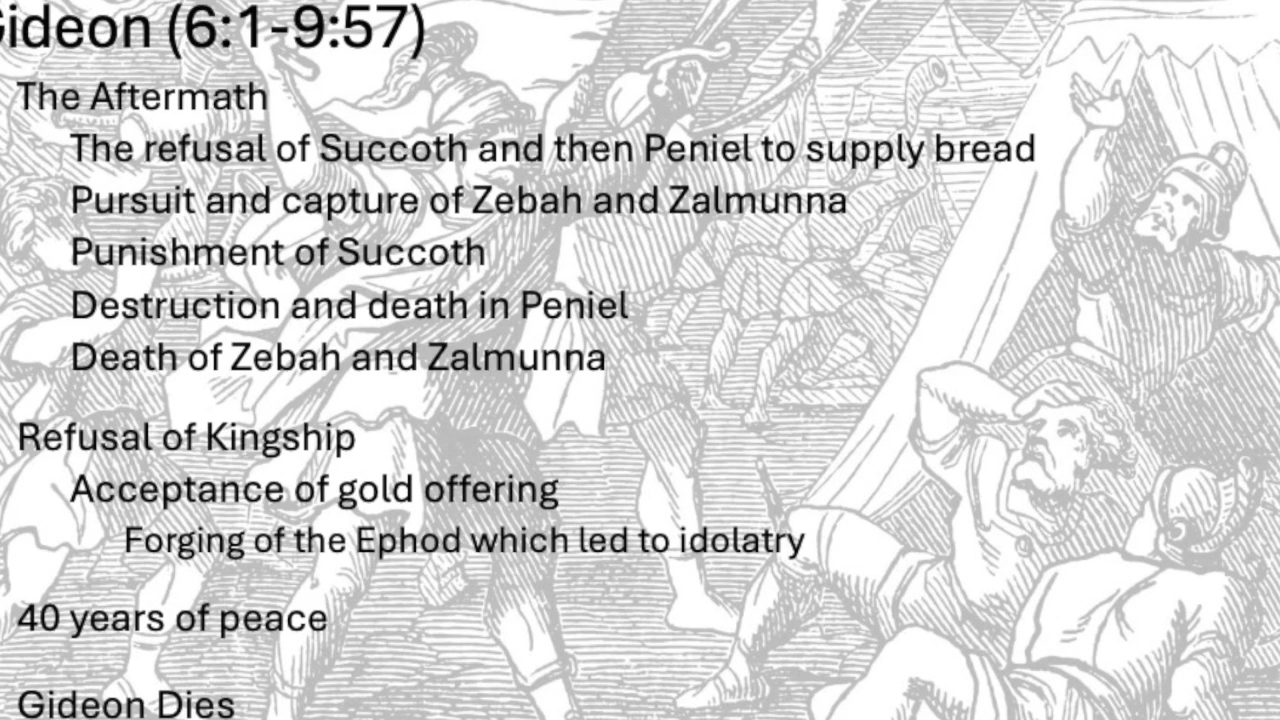 Gideon (6:1-9:57)
The Aftermath
The refusal of Succoth and then Peniel to supply bread
Pursuit and capture of Zebah and Zalmunna
Punishment of Succoth
Destruction and death in Peniel
Death of Zebah and Zalmunna
Refusal of Kingship
Acceptance of gold offering
Forging of the Ephod which led to idolatry
40 years of peace
Gideon Dies